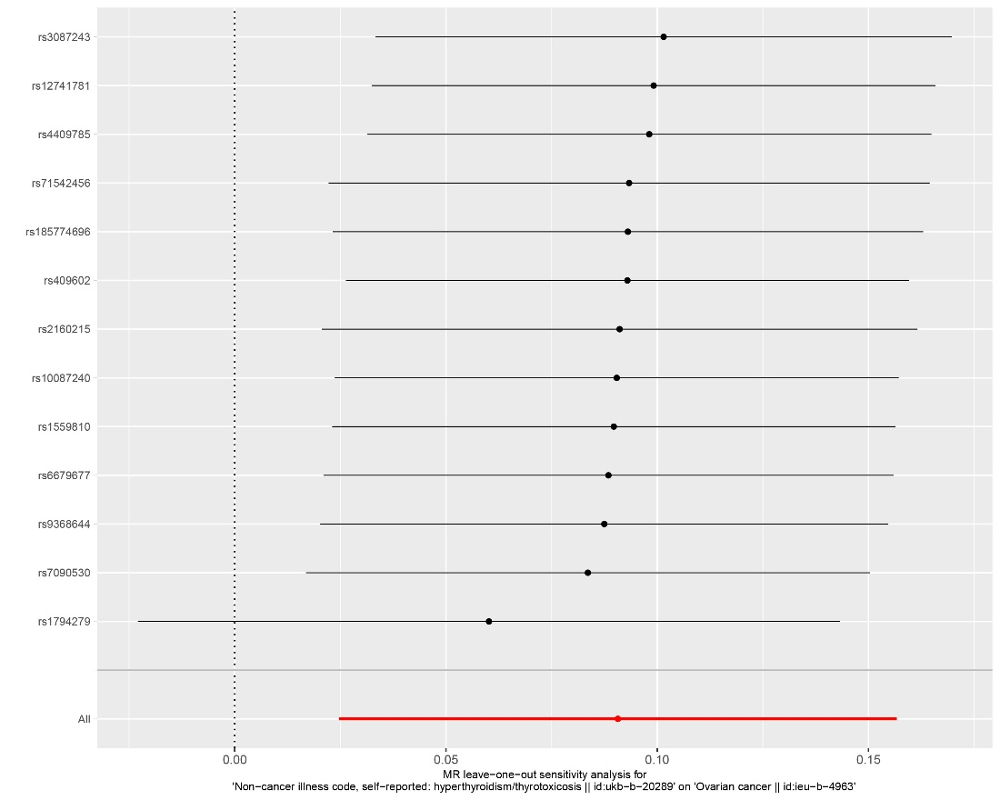 rs3087243
rs12741781
rs4409785
rs71542456
rs185774696
rs409602
rs2160215
rs10087240
rs1559810
rs6679677
rs9368644
rs7090530
rs1794279
All
0.00 0.05 0.10 0.15
MR leave−one−out sensitivity analysis for
'Non−cancer illness code, self−reported: hyperthyroidism/thyrotoxicosis || id:ukb−b−20289' on 'Ovarian cancer || id:ieu−b−4963'